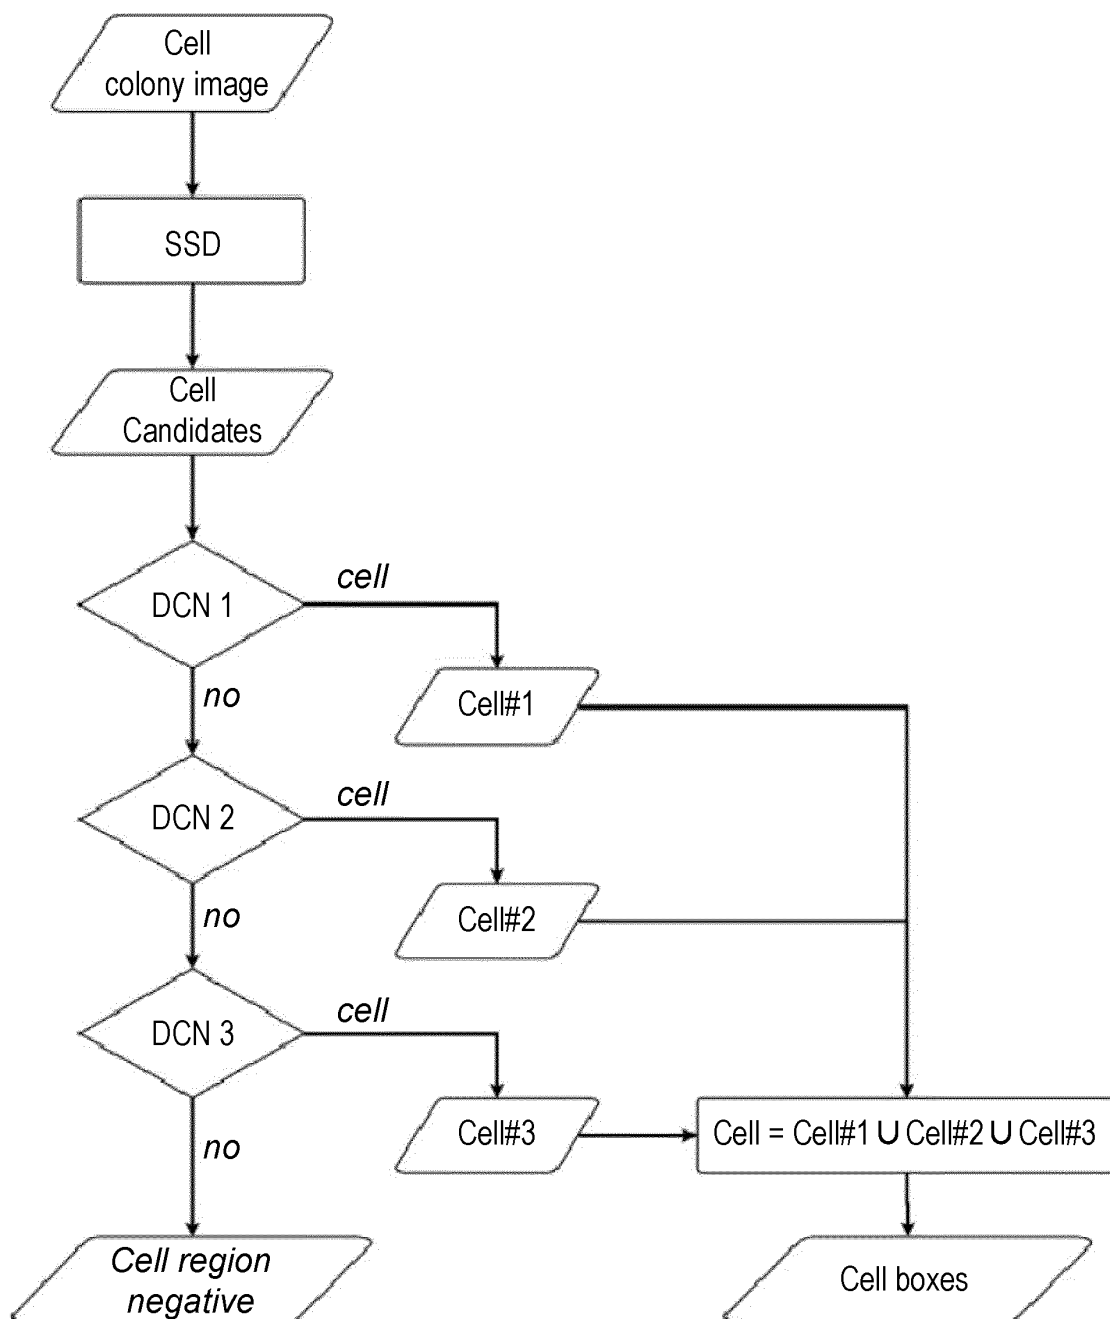 Cell
colony image
SSD
Cell
Candidates
DCN 1
cell
no
Cell#1
DCN 2
cell
no
Cell#2
DCN 3
cell
no
Cell#3
Cell = Cell#1 ∪ Cell#2 ∪ Cell#3
Cell region
negative
Cell boxes